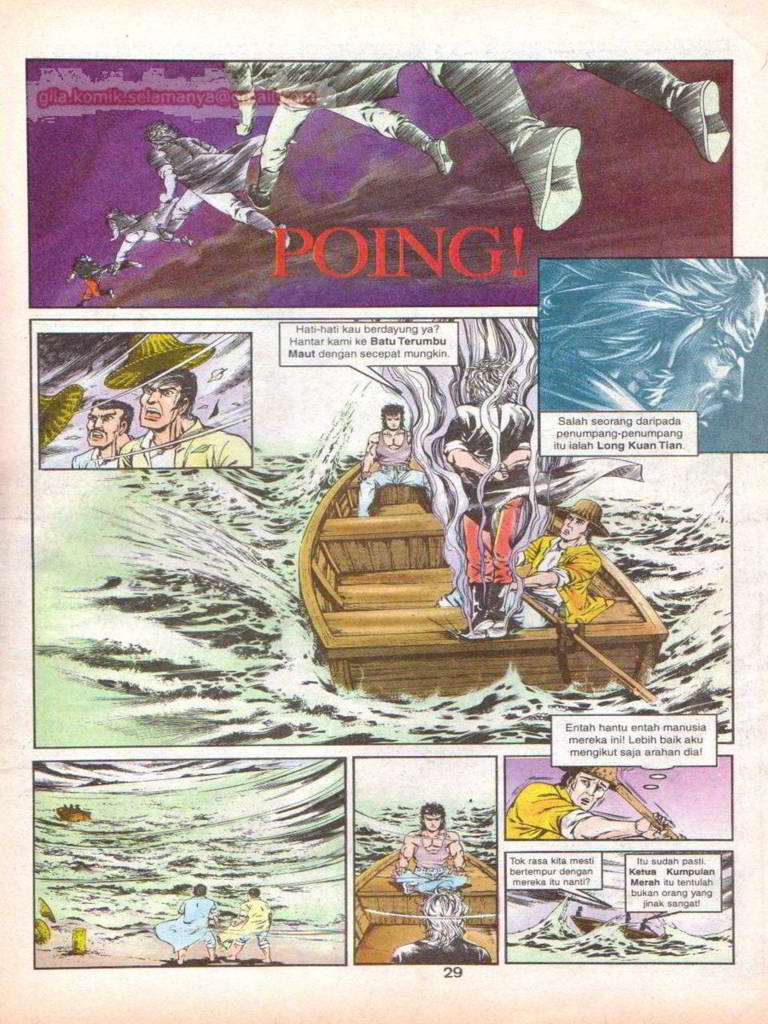 gila.komik.selamanya@gmail.com
POING!
Hati-hati kau berdayung ya?
Hantar kami ke Batu Terumbu
Maut dengan secepat mungkin.
Salah seorang daripada
penumpang-penumpang
itu ialah Long Kuan Tian.
Entah hantu entah manusia
mereka ini! Lebih baik aku
mengikut saja arahan dia!
Tok rasa kita mesti
bertempur dengan
mereka itu nanti?
Itu sudah pasti.
Ketua Kumpulan
Merah itu tentulah
bukan orang yang
jinak sangat!
29